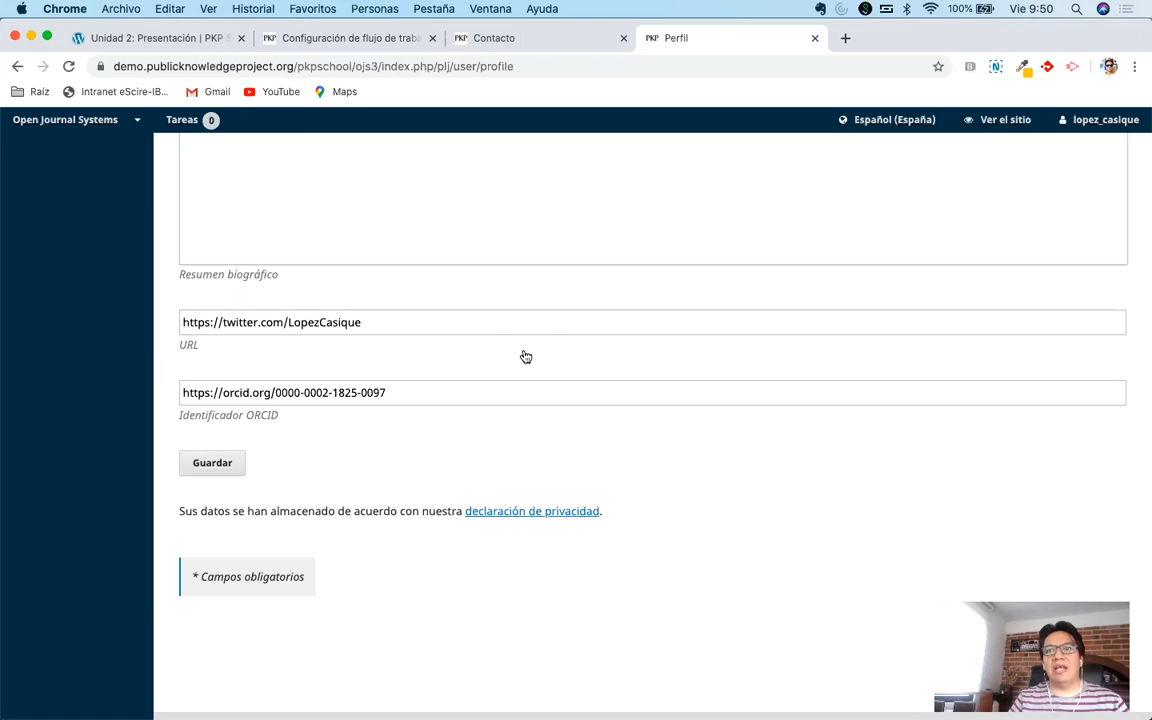 Chrome Archivo Editar Ver Historial Favoritos Personas Pestaña Ventana Ayuda 100% Vie 9:50
Unidad 2: Presentación | PKP S Configuración de flujo de traba Contacto Perfil
demo.publicknowledgeproject.org/pkpschool/ojs3/index.php/plj/user/profile
Raíz Intranet eScire-IB... Gmail YouTube Maps
Open Journal Systems Tareas 0 Español (España) Ver el sitio lopez_casique
Resumen biográfico
https://twitter.com/LopezCasique
URL
https://orcid.org/0000-0002-1825-0097
Identificador ORCID
Guardar
Sus datos se han almacenado de acuerdo con nuestra declaración de privacidad.
* Campos obligatorios